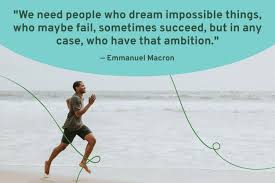 "We need people who dream impossible things,
who maybe fail, sometimes succeed, but in any
case, who have that ambition."
— Emmanuel Macron